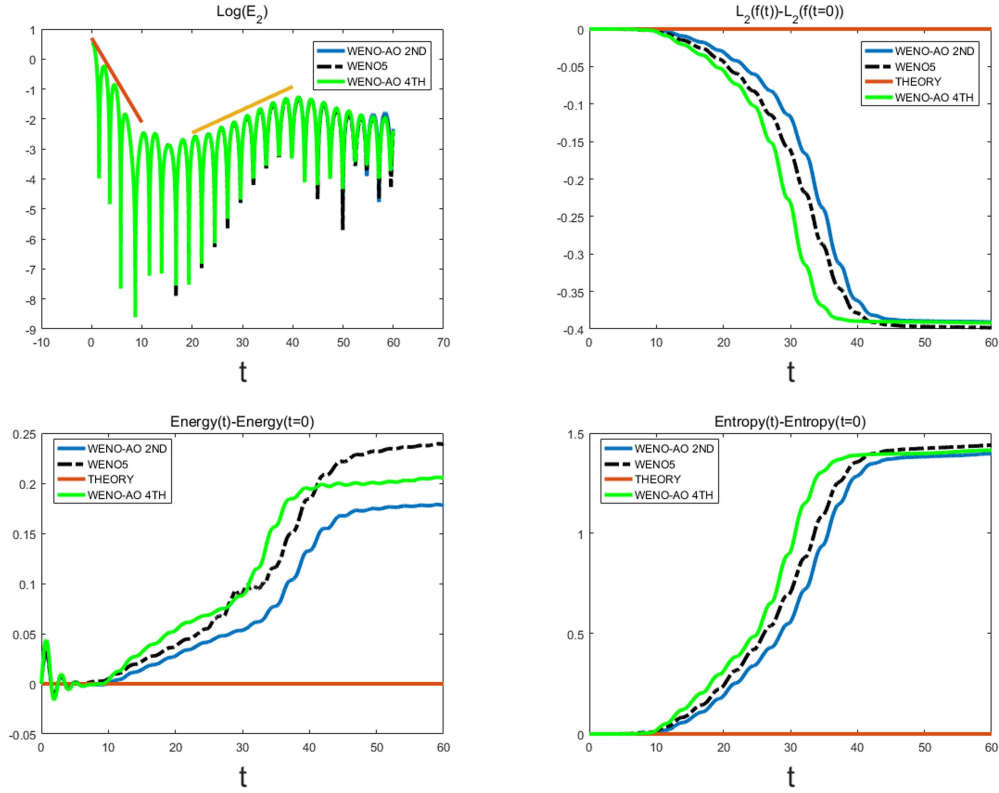 Log(E2)
1
0
-1
-2
-3
-4
-5
-6
-7
-8
-9
-10
0
10
20
30
40
50
60
70
t
WENO-AO 2ND
WENO5
WENO-AO 4TH
L2(f(t))-L2(f(t=0))
0
-0.05
-0.1
-0.15
-0.2
-0.25
-0.3
-0.35
-0.4
0
10
20
30
40
50
60
t
WENO-AO 2ND
WENO5
THEORY
WENO-AO 4TH
Energy(t)-Energy(t=0)
0.25
0.2
0.15
0.1
0.05
0
-0.05
0
10
20
30
40
50
60
t
WENO-AO 2ND
WENO5
THEORY
WENO-AO 4TH
Entropy(t)-Entropy(t=0)
1.5
1
0.5
0
0
10
20
30
40
50
60
t
WENO-AO 2ND
WENO5
THEORY
WENO-AO 4TH